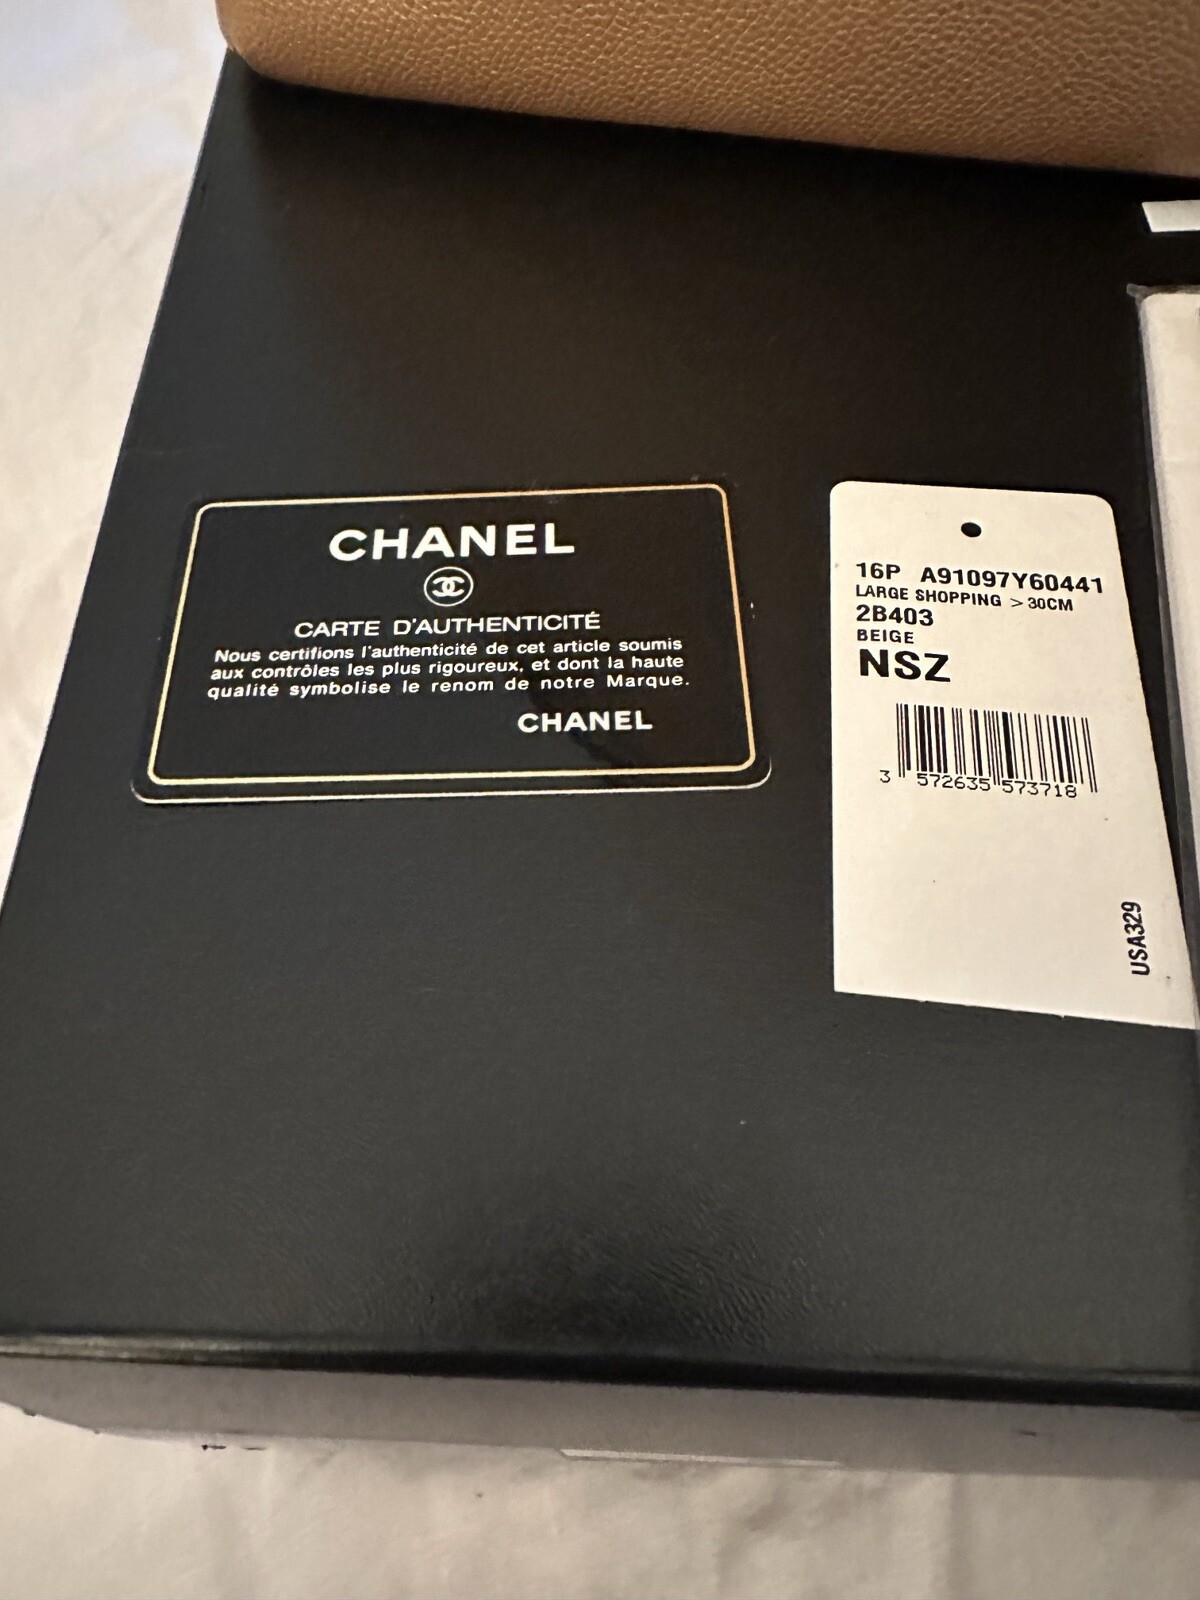 CHANEL
CARTE D'AUTHENTICITÉ
Nous certifions l'authenticité de cet article soumis
aux contrôles les plus rigoureux, et dont la haute
qualité symbolise le renom de notre Marque.
CHANEL
16P A91097Y60441
LARGE SHOPPING > 30CM
2B403
BEIGE
NSZ
3 572635 573718
USA329